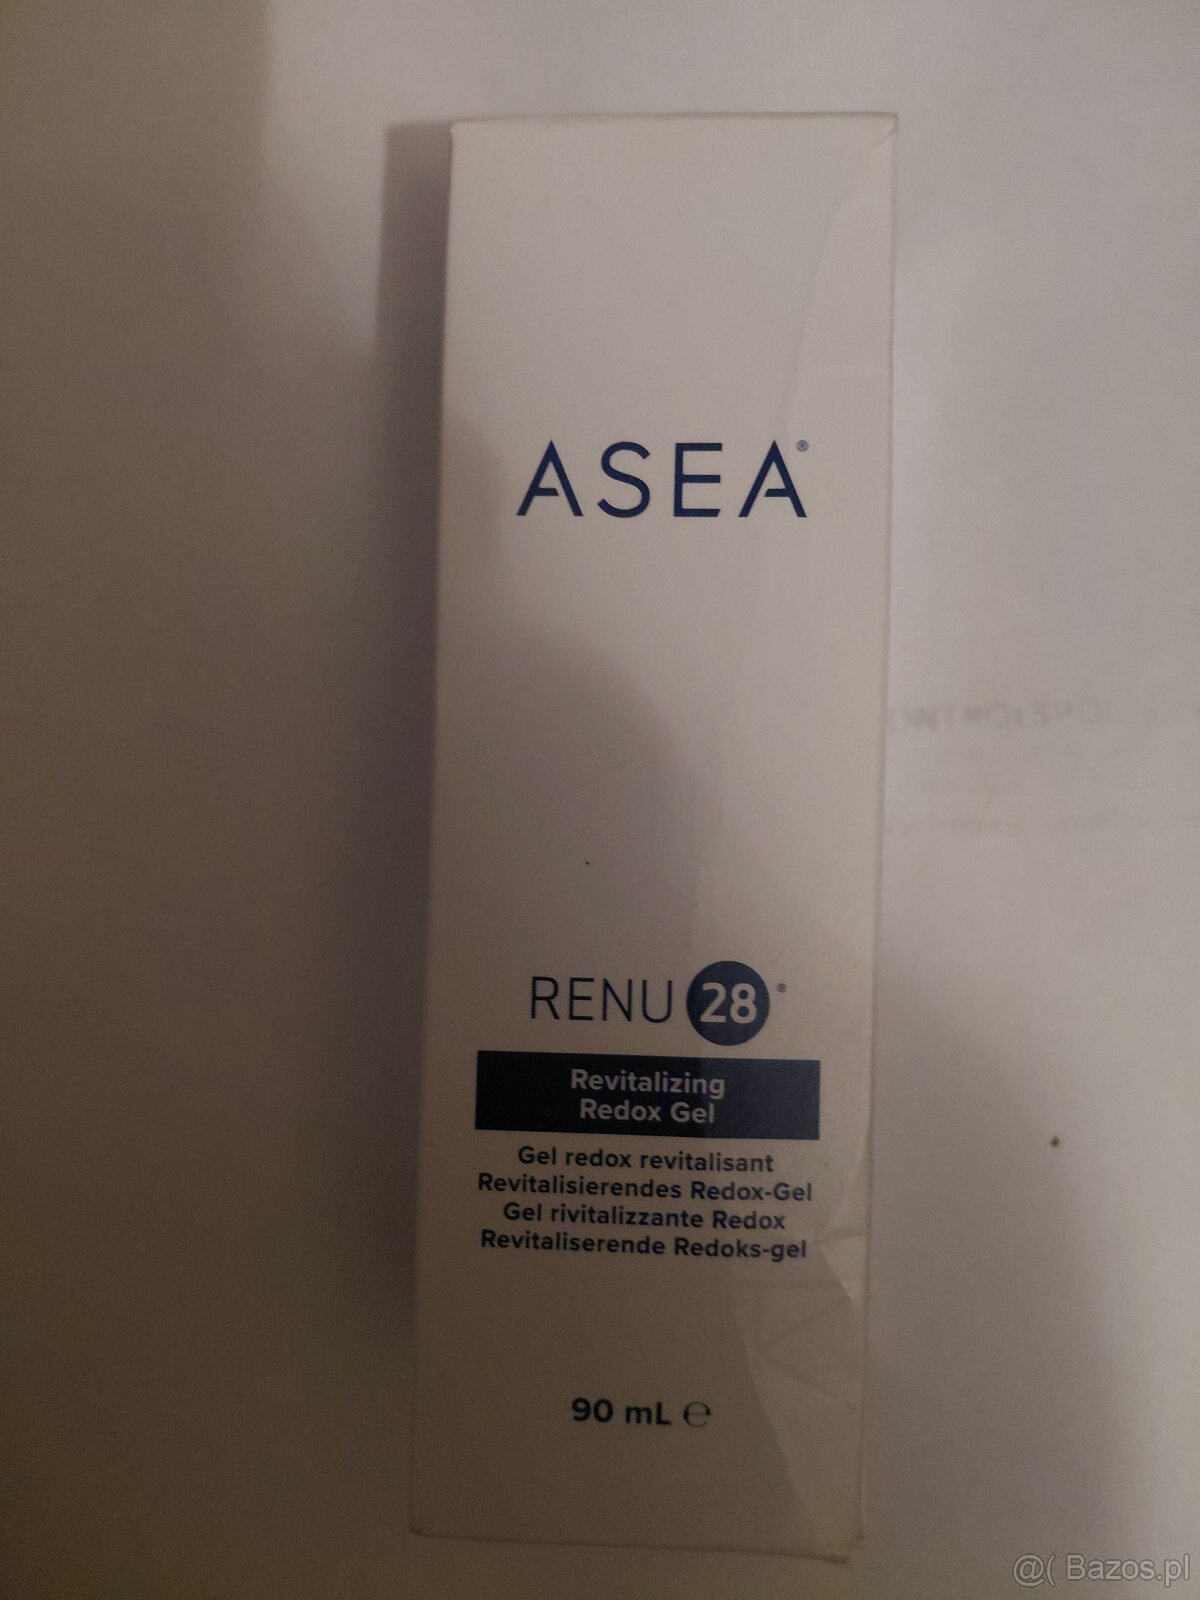 ASEA®
RENU 28®
Revitalizing
Redox Gel
Gel redox revitalisant
Revitalisierendes Redox-Gel
Gel rivitalizzante Redox
Revitaliserende Redoks-gel
90 mL ℮
@( Bazos.pl